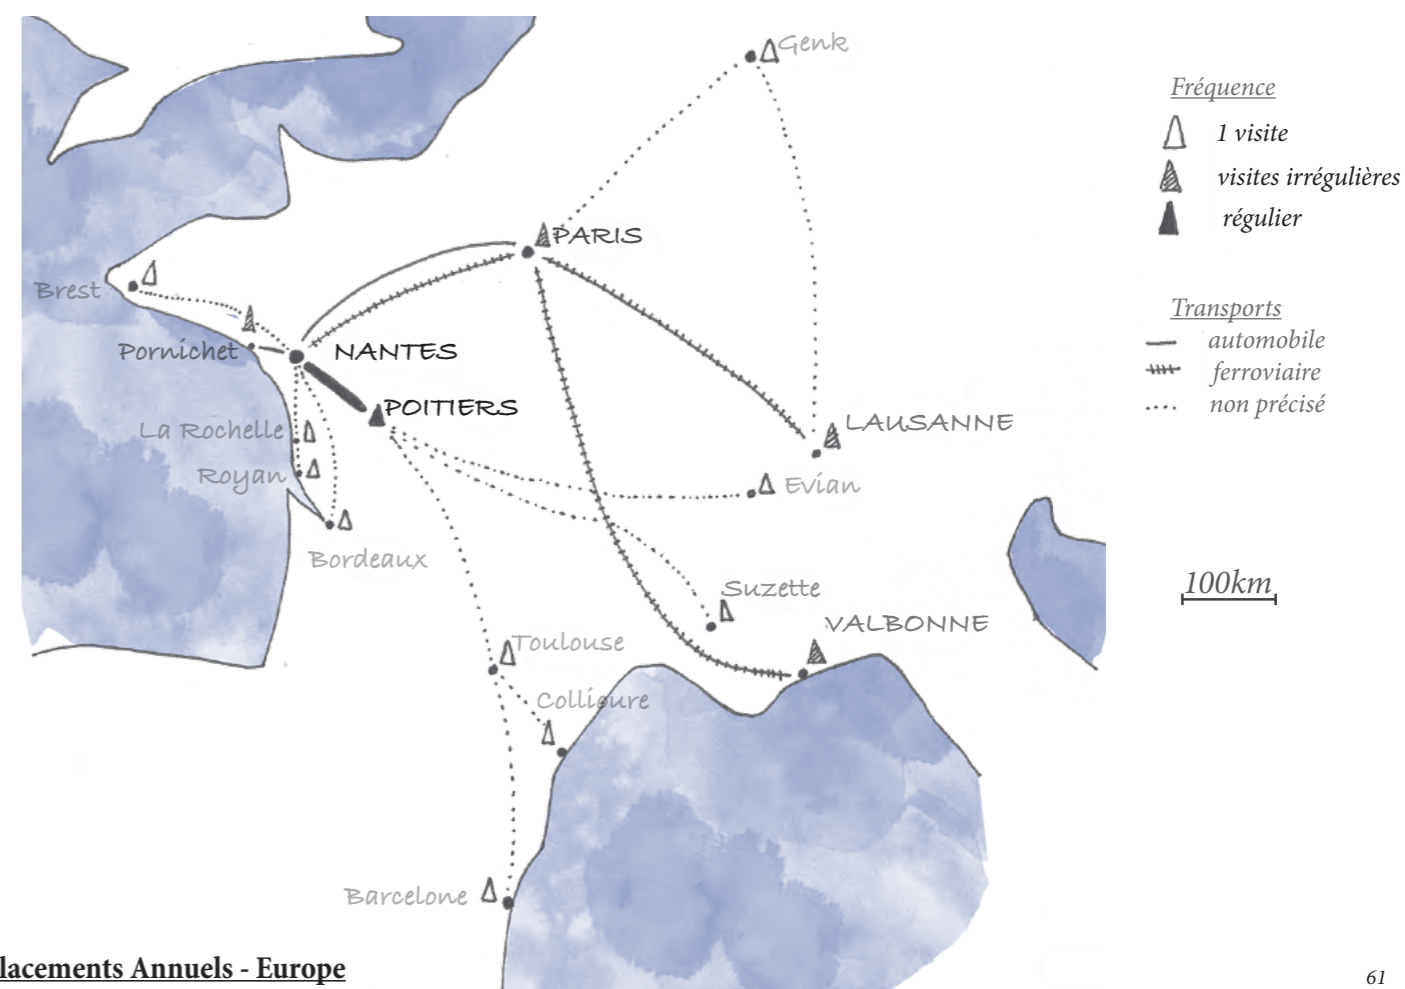 Genk
Fréquence
1 visite
visites irrégulières
régulier
PARIS
Brest
Transports
automobile
ferroviaire
non précisé
Pornichet
NANTES
POITIERS
LAUSANNE
La Rochelle
Royan
Evian
Bordeaux
100km
Suzette
VALBONNE
Toulouse
Collioure
Barcelone
lacements Annuels - Europe
61